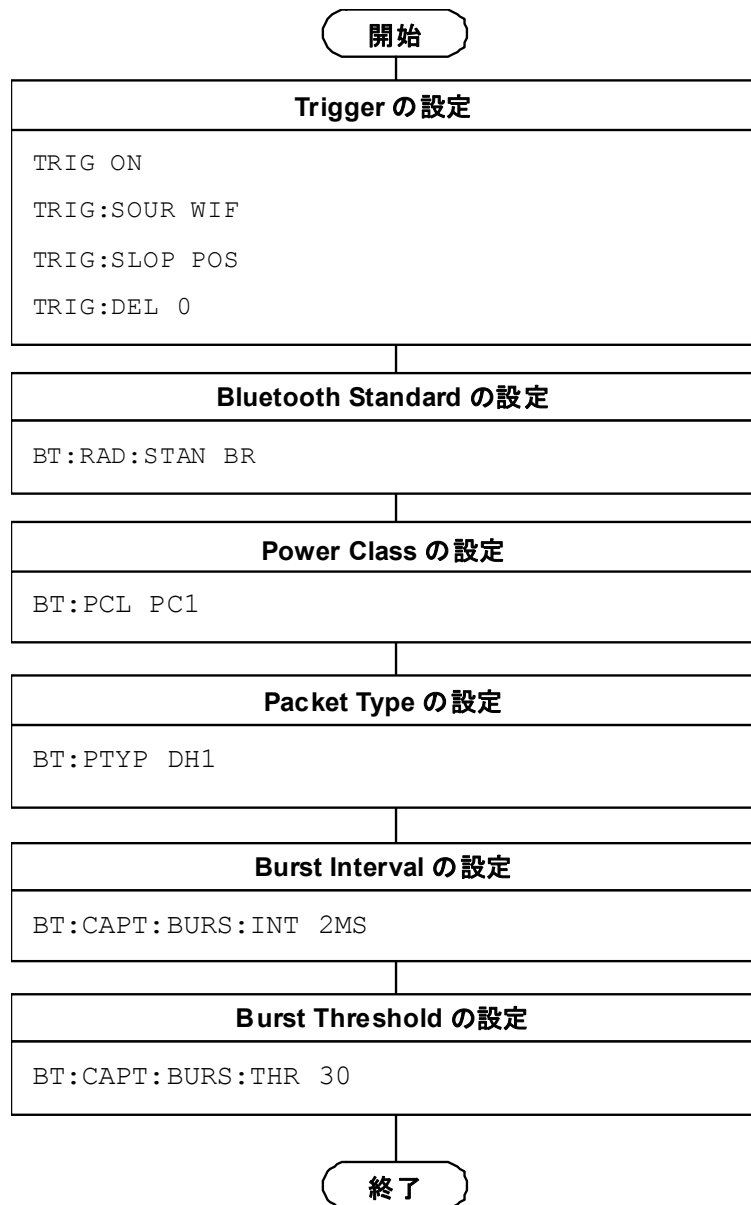 開始
Trigger の設定
TRIG ON
TRIG:SOUR WIF
TRIG:SLOP POS
TRIG:DEL 0
Bluetooth Standard の設定
BT:RAD:STAN BR
Power Class の設定
BT:PCL PC1
Packet Type の設定
BT:PTYP DH1
Burst Interval の設定
BT:CAPT:BURS:INT 2MS
Burst Threshold の設定
BT:CAPT:BURS:THR 30
終了